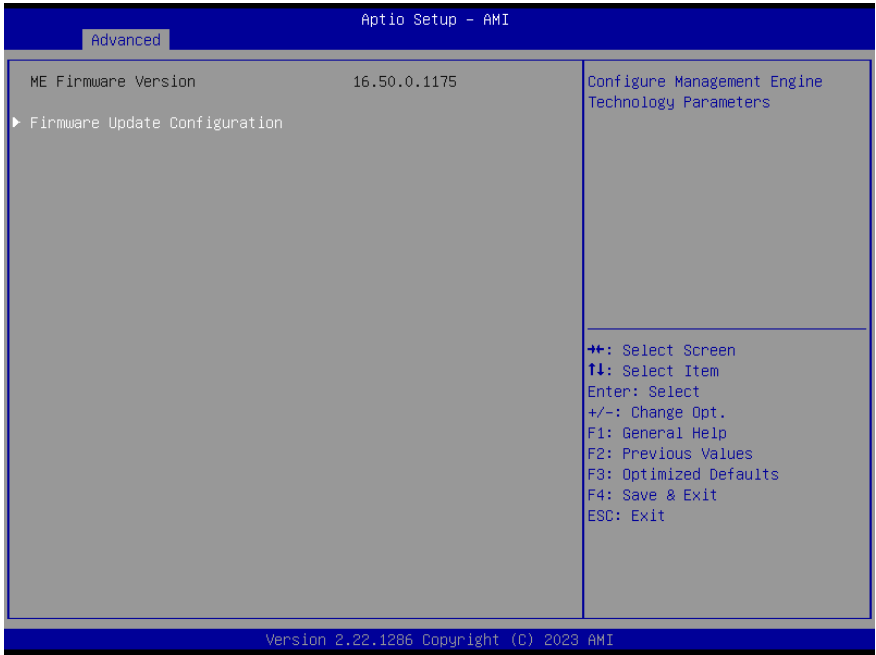 Aptio Setup – AMI
Advanced
ME Firmware Version 16.50.0.1175
▶ Firmware Update Configuration
Configure Management Engine
Technology Parameters
→←: Select Screen
↑↓: Select Item
Enter: Select
+/-: Change Opt.
F1: General Help
F2: Previous Values
F3: Optimized Defaults
F4: Save & Exit
ESC: Exit
Version 2.22.1286 Copyright (C) 2023 AMI